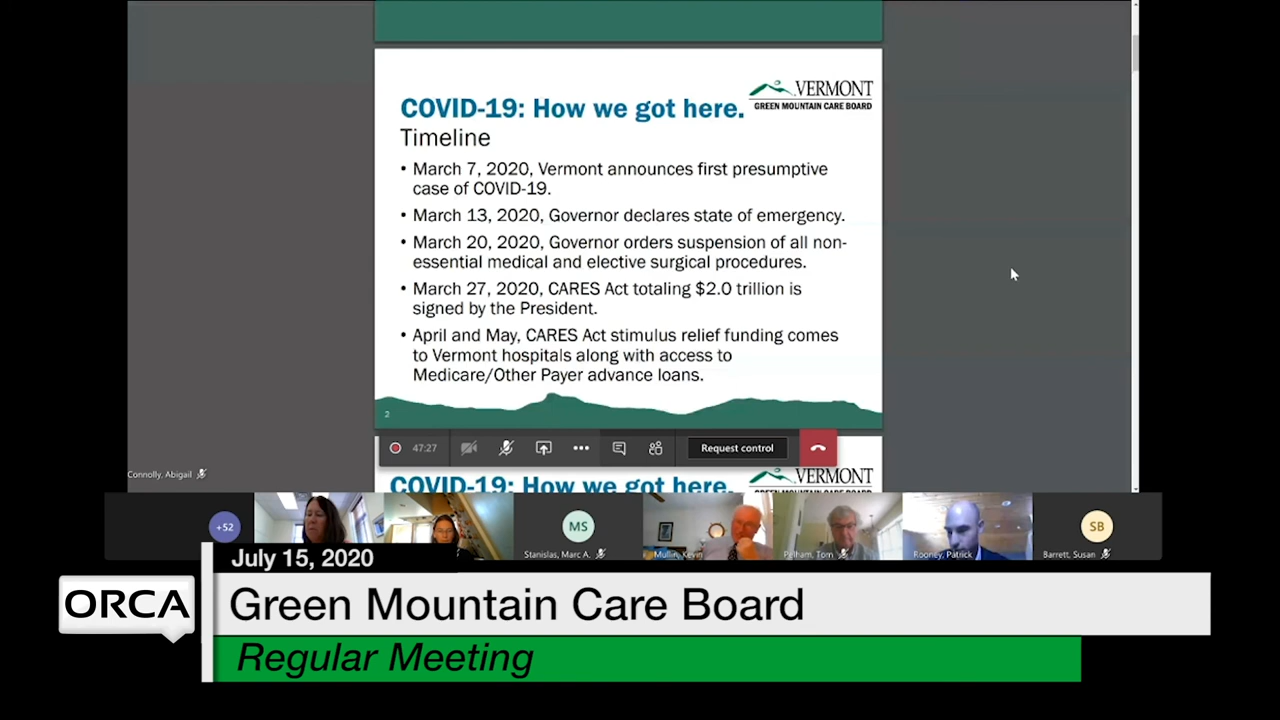 VERMONT
GREEN MOUNTAIN CARE BOARD
COVID-19: How we got here.
Timeline
• March 7, 2020, Vermont announces first presumptive
case of COVID-19.
• March 13, 2020, Governor declares state of emergency.
• March 20, 2020, Governor orders suspension of all non-
essential medical and elective surgical procedures.
• March 27, 2020, CARES Act totaling $2.0 trillion is
signed by the President.
• April and May, CARES Act stimulus relief funding comes
to Vermont hospitals along with access to
Medicare/Other Payer advance loans.
2
47:27
Request control
VERMONT
GREEN MOUNTAIN CARE BOARD
COVID-19: How we got here.
Connolly, Abigail
+52
MS
Stanislas, Marc A.
Mullin, Kevin
Pelham, Tom
Rooney, Patrick
SB
Barrett, Susan
July 15, 2020
ORCA
Green Mountain Care Board
Regular Meeting